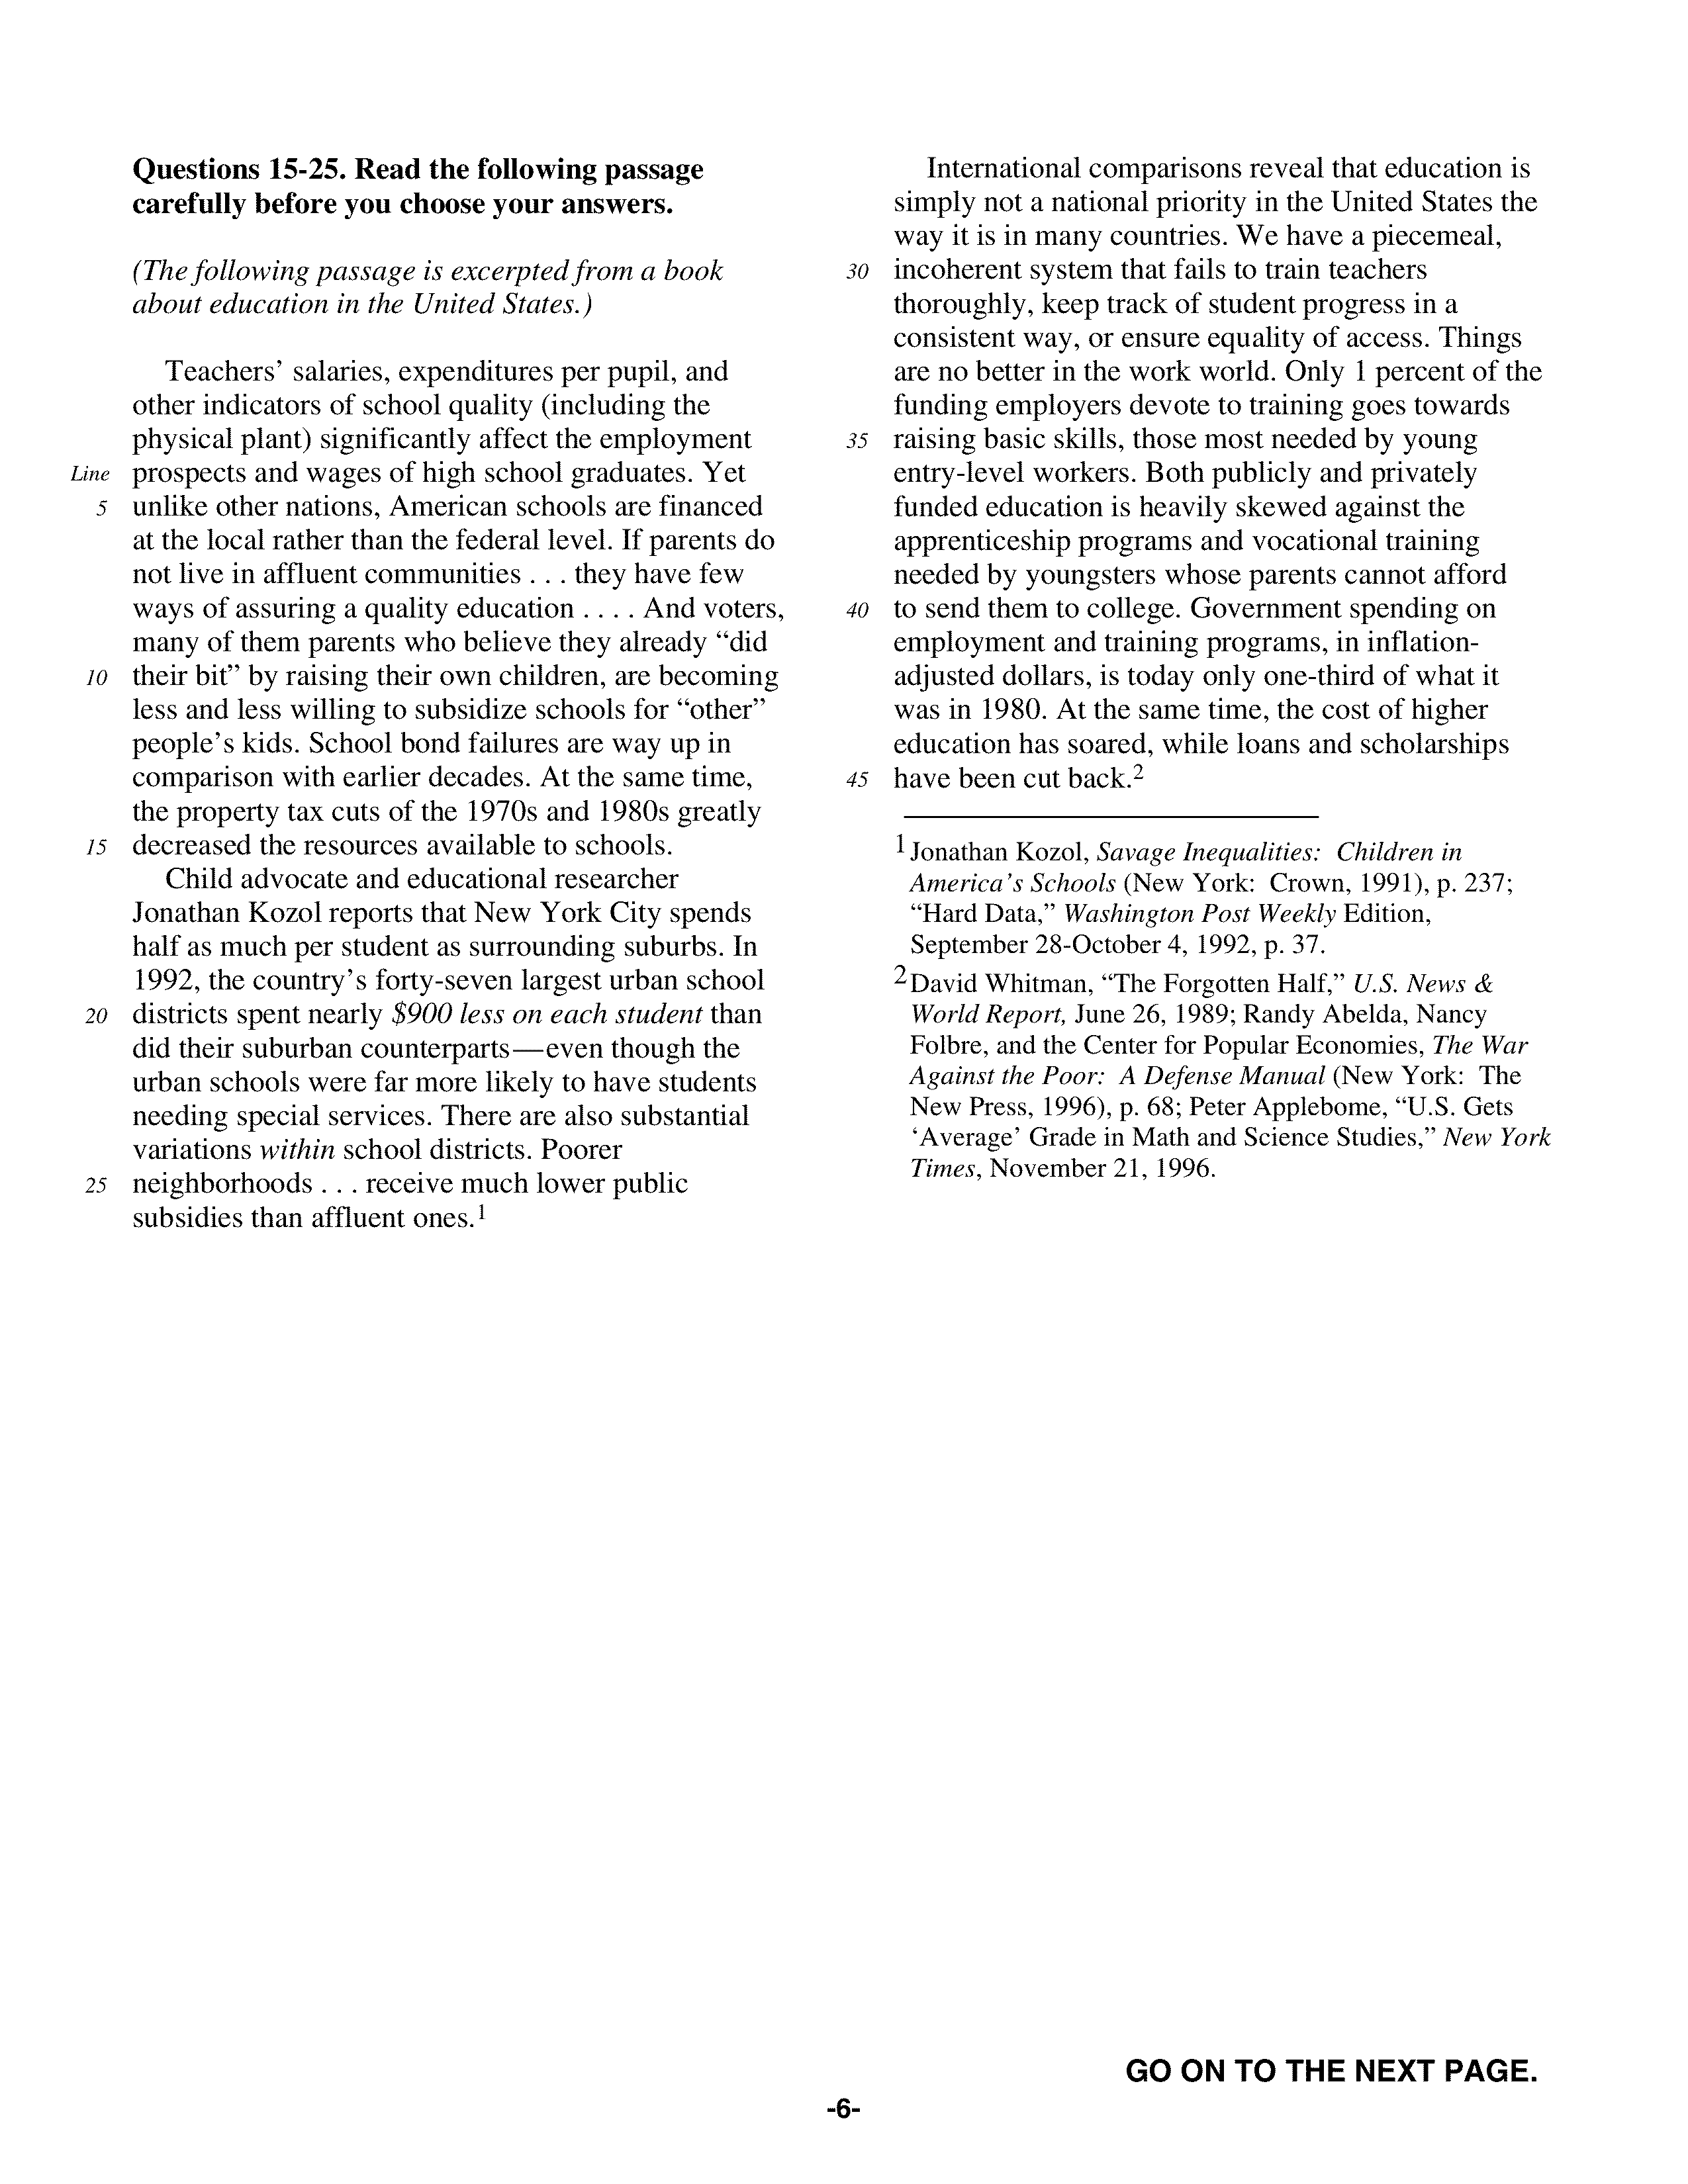 Questions 15-25. Read the following passage
carefully before you choose your answers.
(The following passage is excerpted from a book
about education in the United States.)
Teachers’ salaries, expenditures per pupil, and
other indicators of school quality (including the
physical plant) significantly affect the employment
Line prospects and wages of high school graduates. Yet
5 unlike other nations, American schools are financed
at the local rather than the federal level. If parents do
not live in affluent communities . . . they have few
ways of assuring a quality education . . . . And voters,
many of them parents who believe they already “did
10 their bit” by raising their own children, are becoming
less and less willing to subsidize schools for “other”
people’s kids. School bond failures are way up in
comparison with earlier decades. At the same time,
the property tax cuts of the 1970s and 1980s greatly
15 decreased the resources available to schools.
Child advocate and educational researcher
Jonathan Kozol reports that New York City spends
half as much per student as surrounding suburbs. In
1992, the country’s forty-seven largest urban school
20 districts spent nearly $900 less on each student than
did their suburban counterparts—even though the
urban schools were far more likely to have students
needing special services. There are also substantial
variations within school districts. Poorer
25 neighborhoods . . . receive much lower public
subsidies than affluent ones.1
International comparisons reveal that education is
simply not a national priority in the United States the
way it is in many countries. We have a piecemeal,
30 incoherent system that fails to train teachers
thoroughly, keep track of student progress in a
consistent way, or ensure equality of access. Things
are no better in the work world. Only 1 percent of the
funding employers devote to training goes towards
35 raising basic skills, those most needed by young
entry-level workers. Both publicly and privately
funded education is heavily skewed against the
apprenticeship programs and vocational training
needed by youngsters whose parents cannot afford
40 to send them to college. Government spending on
employment and training programs, in inflation-
adjusted dollars, is today only one-third of what it
was in 1980. At the same time, the cost of higher
education has soared, while loans and scholarships
45 have been cut back.2
1 Jonathan Kozol, Savage Inequalities: Children in
America’s Schools (New York: Crown, 1991), p. 237;
“Hard Data,” Washington Post Weekly Edition,
September 28-October 4, 1992, p. 37.
2 David Whitman, “The Forgotten Half,” U.S. News &
World Report, June 26, 1989; Randy Abelda, Nancy
Folbre, and the Center for Popular Economies, The War
Against the Poor: A Defense Manual (New York: The
New Press, 1996), p. 68; Peter Applebome, “U.S. Gets
‘Average’ Grade in Math and Science Studies,” New York
Times, November 21, 1996.
GO ON TO THE NEXT PAGE.
-6-